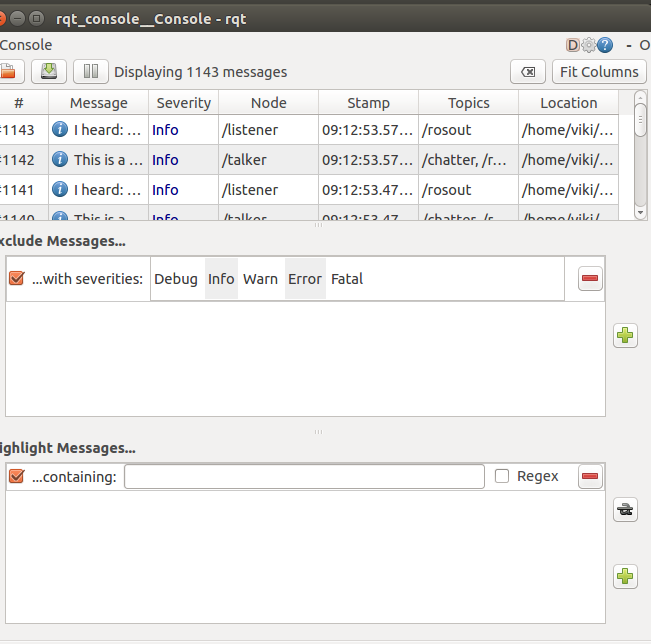 rqt_console__Console - rqt
Console D ? - O
Displaying 1143 messages Fit Columns
# Message Severity Node Stamp Topics Location
#1143 I heard: ... Info /listener 09:12:53.57... /rosout /home/viki/...
#1142 This is a ... Info /talker 09:12:53.57... /chatter, /r... /home/viki/...
#1141 I heard: ... Info /listener 09:12:53.47... /rosout /home/viki/...
#1140 This is a ... Info /talker 09:12:53.47... /chatter, /r... /home/viki/...
xclude Messages...
...with severities: Debug Info Warn Error Fatal
ighlight Messages...
...containing: Regex